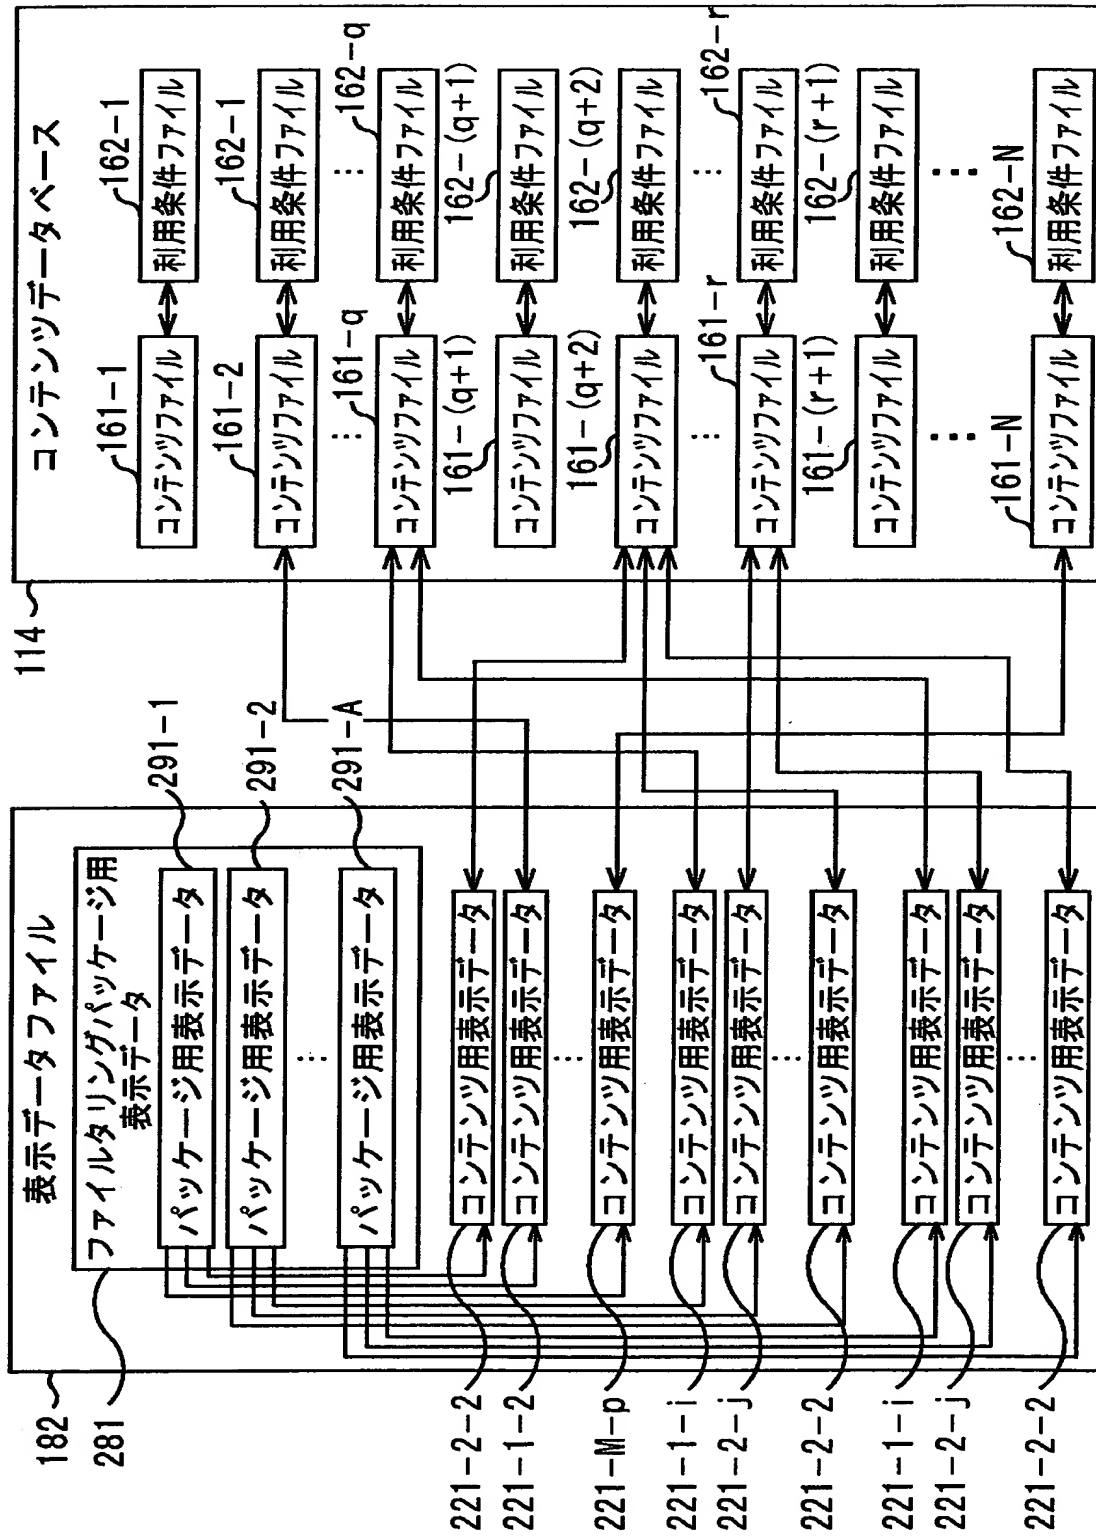 182
表示データファイル
281
ファイルタリングパッケージ用
表示データ
パッケージ用表示データ
291-1
パッケージ用表示データ
291-2
⋮
パッケージ用表示データ
291-A
221-2-2
コンテンツ用表示データ
221-1-2
コンテンツ用表示データ
⋮
221-M-p
コンテンツ用表示データ
221-1-i
コンテンツ用表示データ
221-2-j
コンテンツ用表示データ
⋮
221-2-2
コンテンツ用表示データ
221-1-i
コンテンツ用表示データ
221-2-j
コンテンツ用表示データ
⋮
221-2-2
コンテンツ用表示データ
114
コンテンツデータベース
161-1
コンテンツファイル
162-1
利用条件ファイル
161-2
コンテンツファイル
162-1
利用条件ファイル
⋮
⋮
161-q
コンテンツファイル
162-q
利用条件ファイル
161-(q+1)
コンテンツファイル
162-(q+1)
利用条件ファイル
161-(q+2)
コンテンツファイル
162-(q+2)
利用条件ファイル
⋮
⋮
161-r
コンテンツファイル
162-r
利用条件ファイル
161-(r+1)
コンテンツファイル
162-(r+1)
利用条件ファイル
⋮
⋮
161-N
コンテンツファイル
162-N
利用条件ファイル